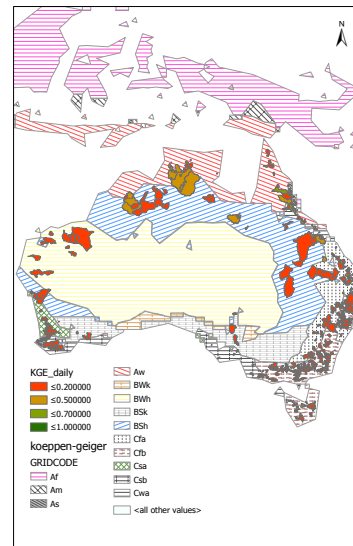 N
KGE_daily
≤0.200000
≤0.500000
≤0.700000
≤1.000000
koeppen-geiger
GRIDCODE
Af
Am
As
Aw
BWk
BWh
BSk
BSh
Cfa
Cfb
Csa
Csb
Cwa
<all other values>